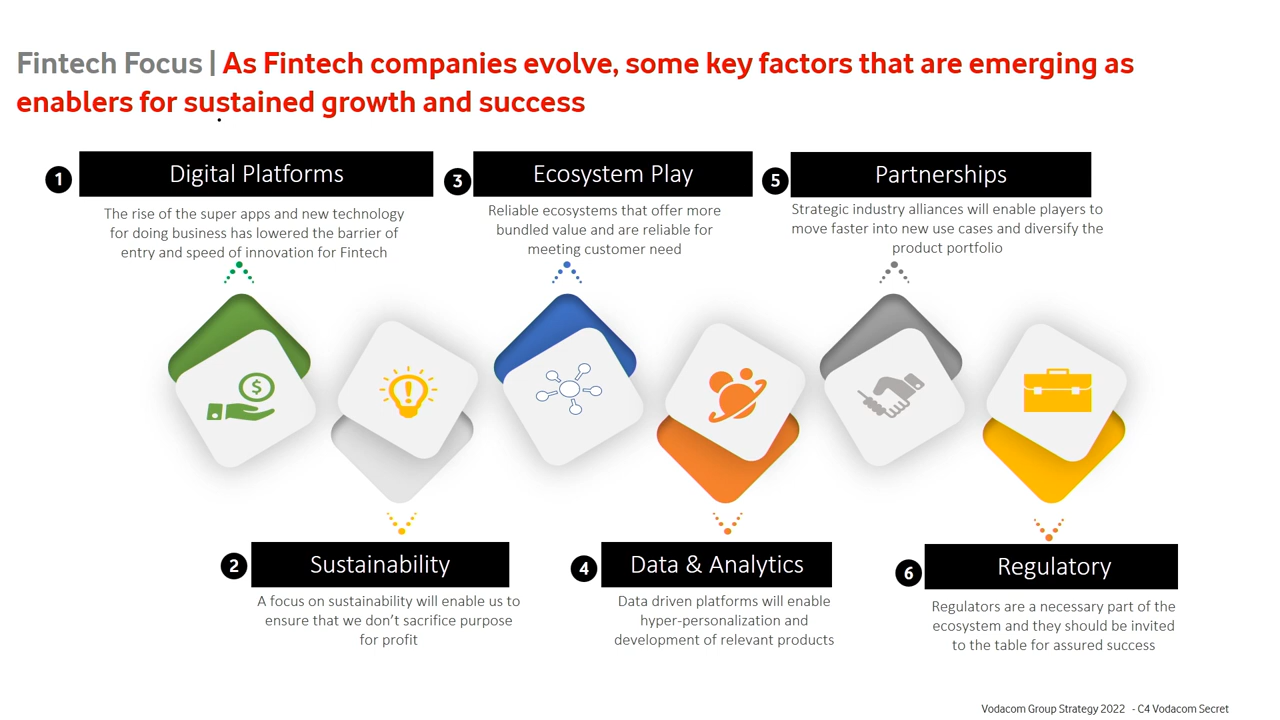 Fintech Focus | As Fintech companies evolve, some key factors that are emerging as
enablers for sustained growth and success
1
Digital Platforms
The rise of the super apps and new technology
for doing business has lowered the barrier of
entry and speed of innovation for Fintech
3
Ecosystem Play
Reliable ecosystems that offer more
bundled value and are reliable for
meeting customer need
5
Partnerships
Strategic industry alliances will enable players to
move faster into new use cases and diversify the
product portfolio
$
2
Sustainability
A focus on sustainability will enable us to
ensure that we don’t sacrifice purpose
for profit
4
Data & Analytics
Data driven platforms will enable
hyper-personalization and
development of relevant products
6
Regulatory
Regulators are a necessary part of the
ecosystem and they should be invited
to the table for assured success
Vodacom Group Strategy 2022 - C4 Vodacom Secret